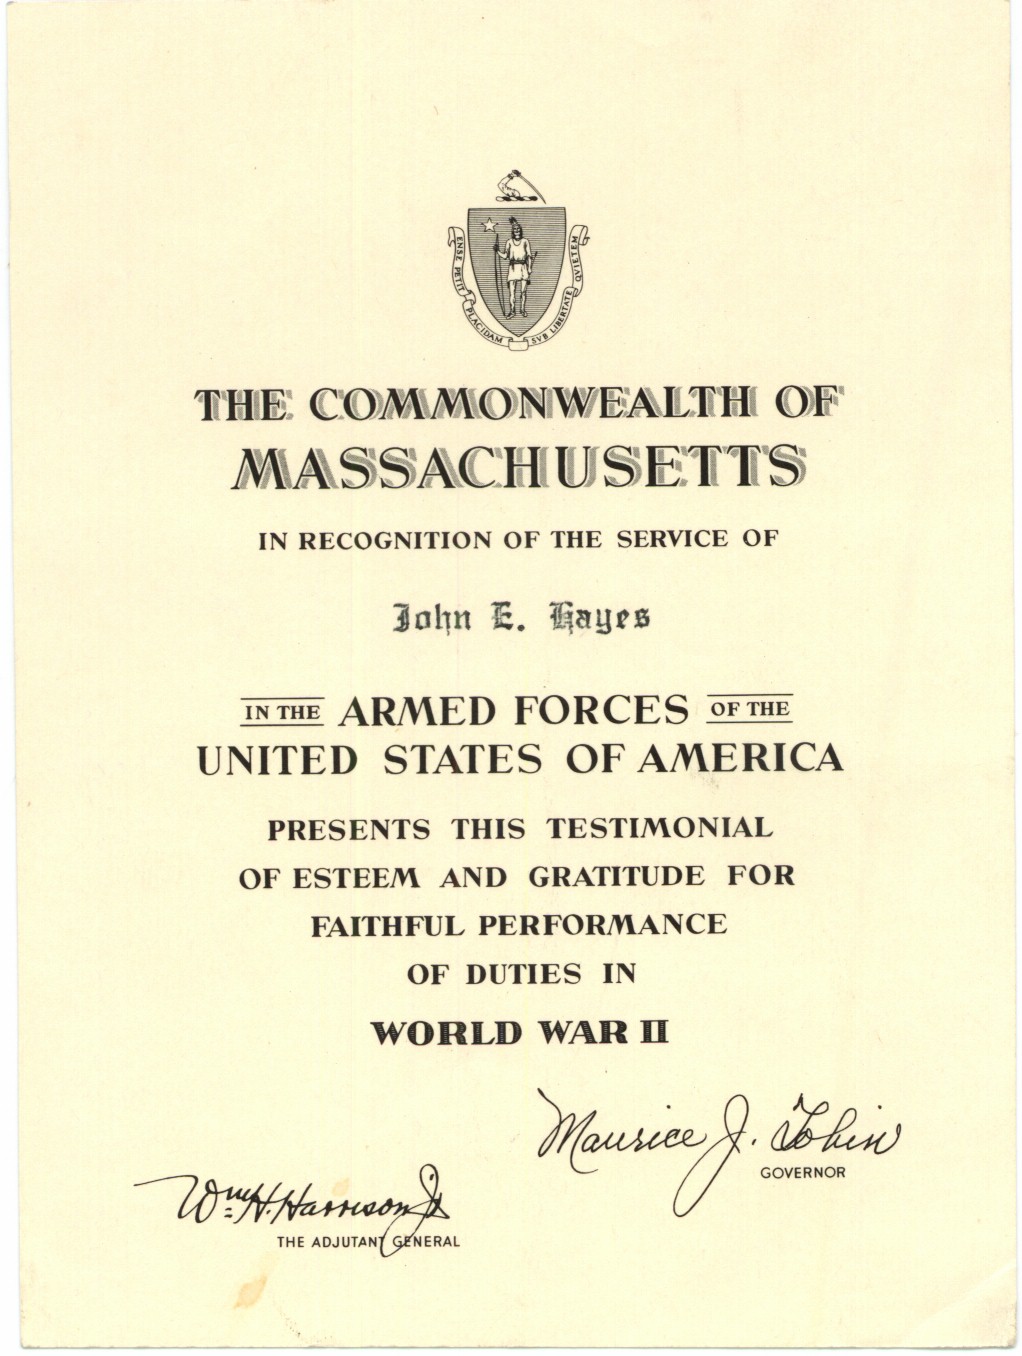 ENSE PETIT PLACIDAM SVB LIBERTATE QVIETEM
THE COMMONWEALTH OF
MASSACHUSETTS
IN RECOGNITION OF THE SERVICE OF
John E. Hayes
IN THE ARMED FORCES OF THE
UNITED STATES OF AMERICA
PRESENTS THIS TESTIMONIAL
OF ESTEEM AND GRATITUDE FOR
FAITHFUL PERFORMANCE
OF DUTIES IN
WORLD WAR II
Maurice J. Tobin
GOVERNOR
Wm H. Harrison Jr
THE ADJUTANT GENERAL